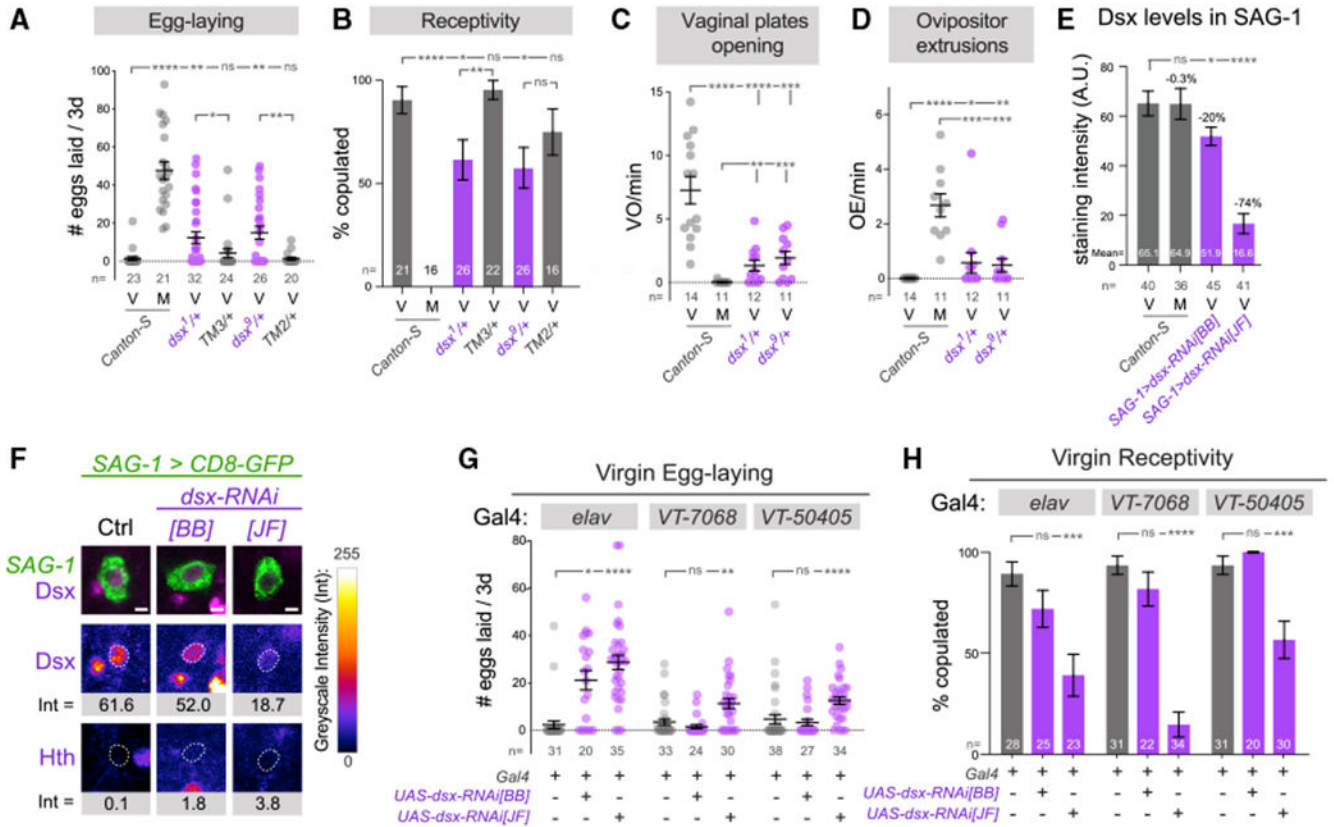 A
Egg-laying
**** ** ns ** ns
* **
# eggs laid / 3d
100
80
60
40
20
0
n= 23 21 32 24 26 20
V M V V V V
Canton-S
dsx1/+
TM3/+
dsx9/+
TM2/+
B
Receptivity
**** * ns * ns
** ns
% copulated
100
50
0
n= 21 16 26 22 26 16
V M V V V V
Canton-S
dsx1/+
TM3/+
dsx9/+
TM2/+
C
Vaginal plates
opening
**** **** ***
** ***
VO/min
15
10
5
0
n= 14 11 12 11
V M V V
Canton-S
dsx1/+
dsx9/+
D
Ovipositor
extrusions
**** * **
*** ***
OE/min
6
4
2
0
n= 14 11 12 11
V M V V
Canton-S
dsx1/+
dsx9/+
E
Dsx levels in SAG-1
ns * ****
-0.3%
-20%
-74%
staining intensity (A.U.)
80
60
40
20
0
Mean= 65.1 64.9 51.9 16.6
n= 40 36 45 41
V M V V
Canton-S
SAG-1>dsx-RNAi[BB]
SAG-1>dsx-RNAi[JF]
F
SAG-1 > CD8-GFP
dsx-RNAi
Ctrl [BB] [JF]
SAG-1
Dsx
Dsx
Int = 61.6 52.0 18.7
Hth
Int = 0.1 1.8 3.8
255
Greyscale Intensity (Int):
0
G
Virgin Egg-laying
Gal4: elav VT-7068 VT-50405
* **** ns ** ns ****
# eggs laid / 3d
80
60
40
20
0
n= 31 20 35 33 24 30 38 27 34
Gal4 + + + + + + + + +
UAS-dsx-RNAi[BB] - + - - + - - + -
UAS-dsx-RNAi[JF] - - + - - + - - +
H
Virgin Receptivity
Gal4: elav VT-7068 VT-50405
ns *** ns **** ns ***
% copulated
100
50
0
n= 28 25 23 31 22 34 31 20 30
Gal4 + + + + + + + + +
UAS-dsx-RNAi[BB] - + - - + - - + -
UAS-dsx-RNAi[JF] - - + - - + - - +